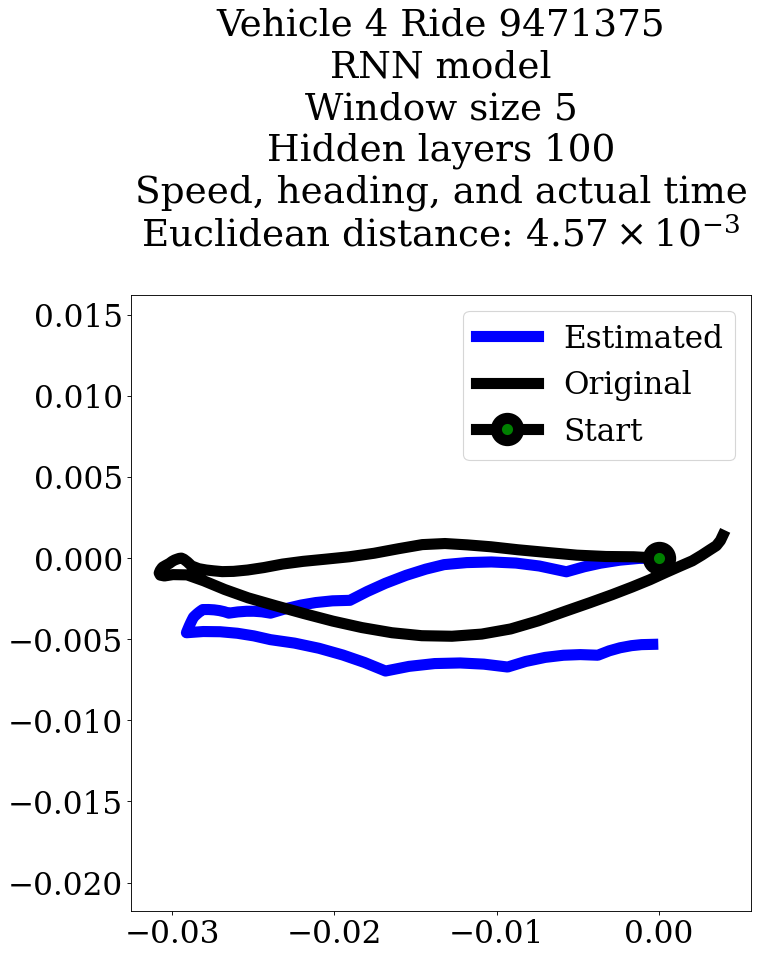 Vehicle 4 Ride 9471375
RNN model
Window size 5
Hidden layers 100
Speed, heading, and actual time
Euclidean distance: 4.57 × 10⁻³
Estimated
Original
Start
0.015
0.010
0.005
0.000
−0.005
−0.010
−0.015
−0.020
−0.03 −0.02 −0.01 0.00